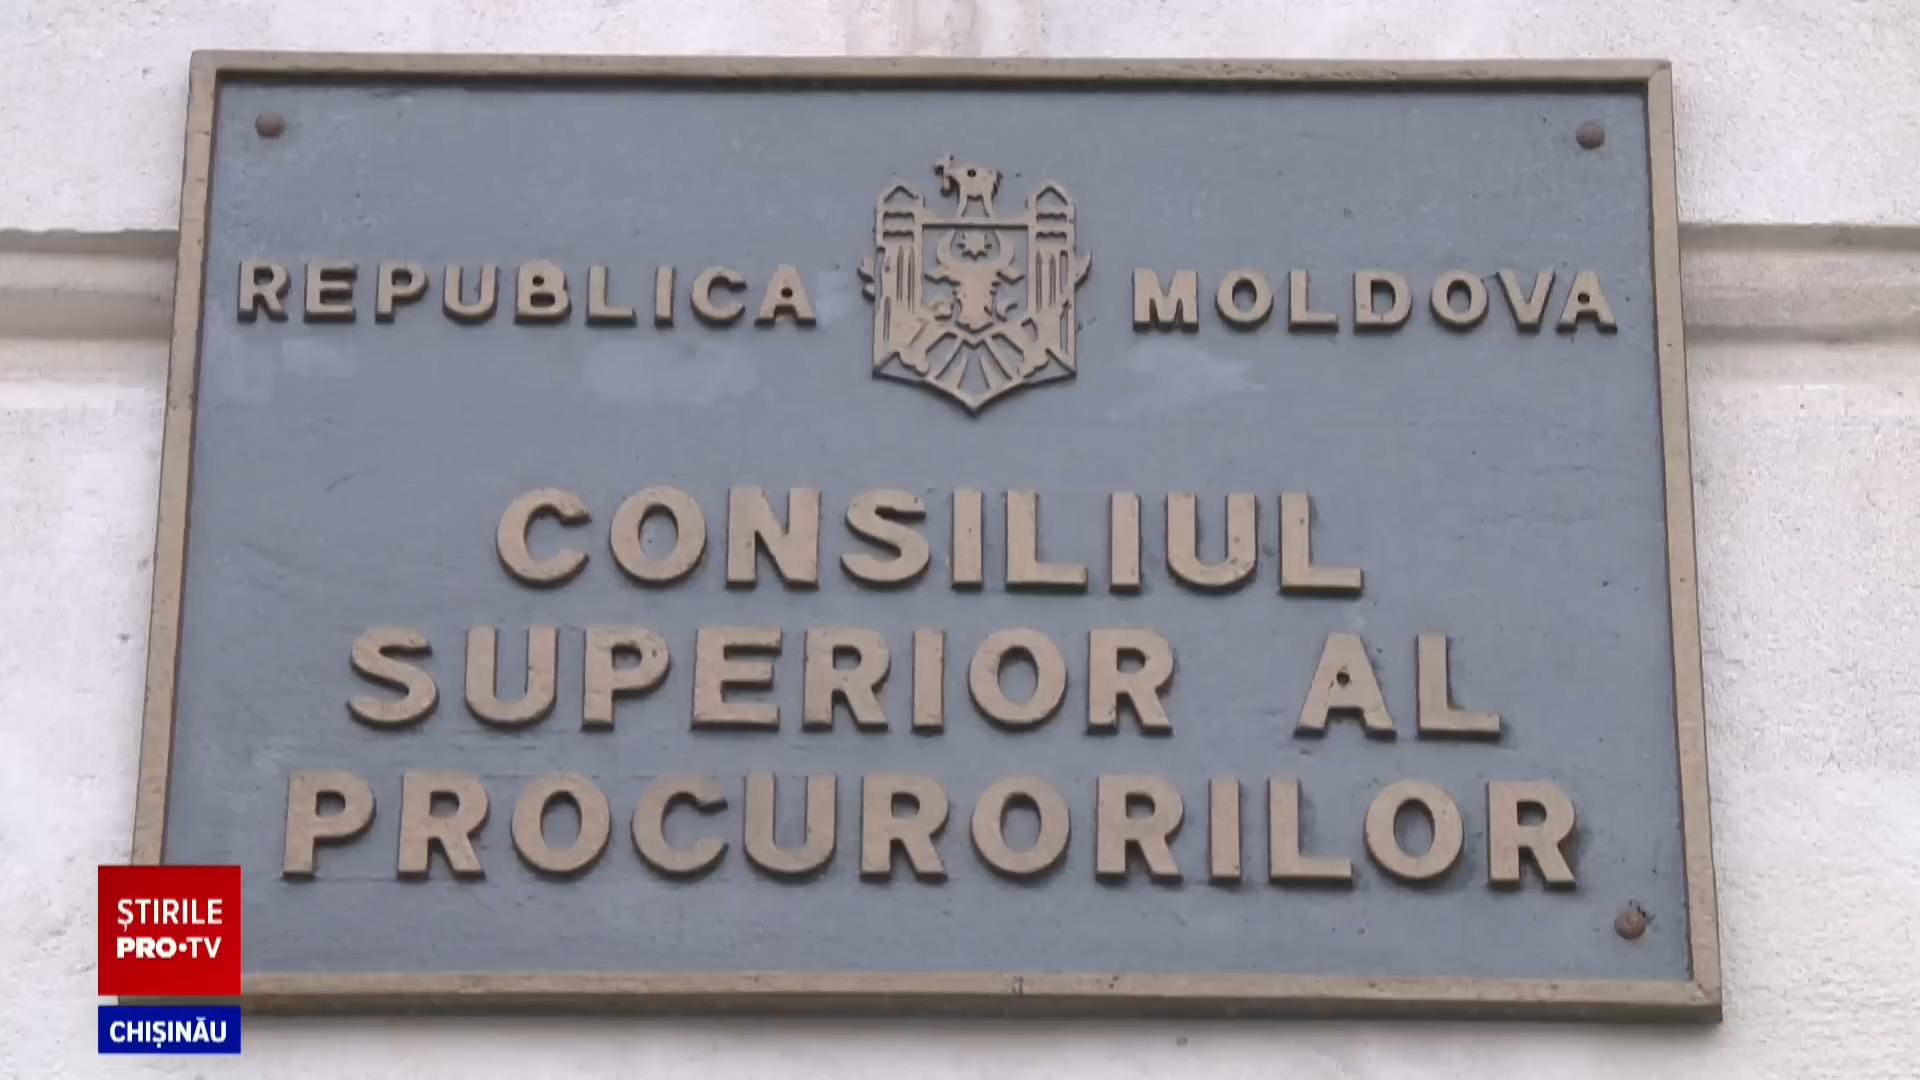 REPUBLICA MOLDOVA
CONSILIUL
SUPERIOR AL
PROCURORILOR
ȘTIRILE
PRO•TV
CHIȘINĂU